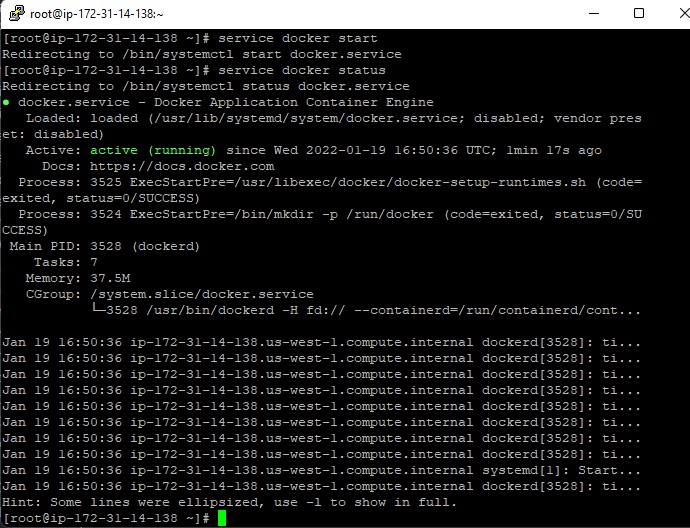 root@ip-172-31-14-138:~
[root@ip-172-31-14-138 ~]# service docker start
Redirecting to /bin/systemctl start docker.service
[root@ip-172-31-14-138 ~]# service docker status
Redirecting to /bin/systemctl status docker.service
● docker.service - Docker Application Container Engine
   Loaded: loaded (/usr/lib/systemd/system/docker.service; disabled; vendor pres
et: disabled)
   Active: active (running) since Wed 2022-01-19 16:50:36 UTC; 1min 17s ago
     Docs: https://docs.docker.com
  Process: 3525 ExecStartPre=/usr/libexec/docker/docker-setup-runtimes.sh (code=
exited, status=0/SUCCESS)
  Process: 3524 ExecStartPre=/bin/mkdir -p /run/docker (code=exited, status=0/SU
CCESS)
 Main PID: 3528 (dockerd)
    Tasks: 7
   Memory: 37.5M
   CGroup: /system.slice/docker.service
           └─3528 /usr/bin/dockerd -H fd:// --containerd=/run/containerd/cont...
Jan 19 16:50:36 ip-172-31-14-138.us-west-1.compute.internal dockerd[3528]: ti...
Jan 19 16:50:36 ip-172-31-14-138.us-west-1.compute.internal dockerd[3528]: ti...
Jan 19 16:50:36 ip-172-31-14-138.us-west-1.compute.internal dockerd[3528]: ti...
Jan 19 16:50:36 ip-172-31-14-138.us-west-1.compute.internal dockerd[3528]: ti...
Jan 19 16:50:36 ip-172-31-14-138.us-west-1.compute.internal dockerd[3528]: ti...
Jan 19 16:50:36 ip-172-31-14-138.us-west-1.compute.internal dockerd[3528]: ti...
Jan 19 16:50:36 ip-172-31-14-138.us-west-1.compute.internal dockerd[3528]: ti...
Jan 19 16:50:36 ip-172-31-14-138.us-west-1.compute.internal dockerd[3528]: ti...
Jan 19 16:50:36 ip-172-31-14-138.us-west-1.compute.internal systemd[1]: Start...
Jan 19 16:50:36 ip-172-31-14-138.us-west-1.compute.internal dockerd[3528]: ti...
Hint: Some lines were ellipsized, use -l to show in full.
[root@ip-172-31-14-138 ~]#